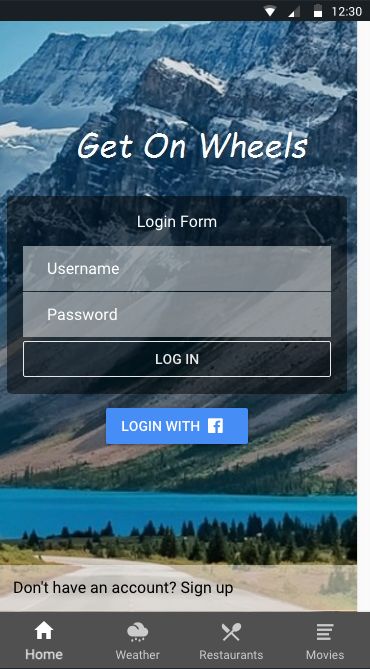 12:30
Get On Wheels
Login Form
Username
Password
LOG IN
LOGIN WITH
Don't have an account? Sign up
Home Weather Restaurants Movies